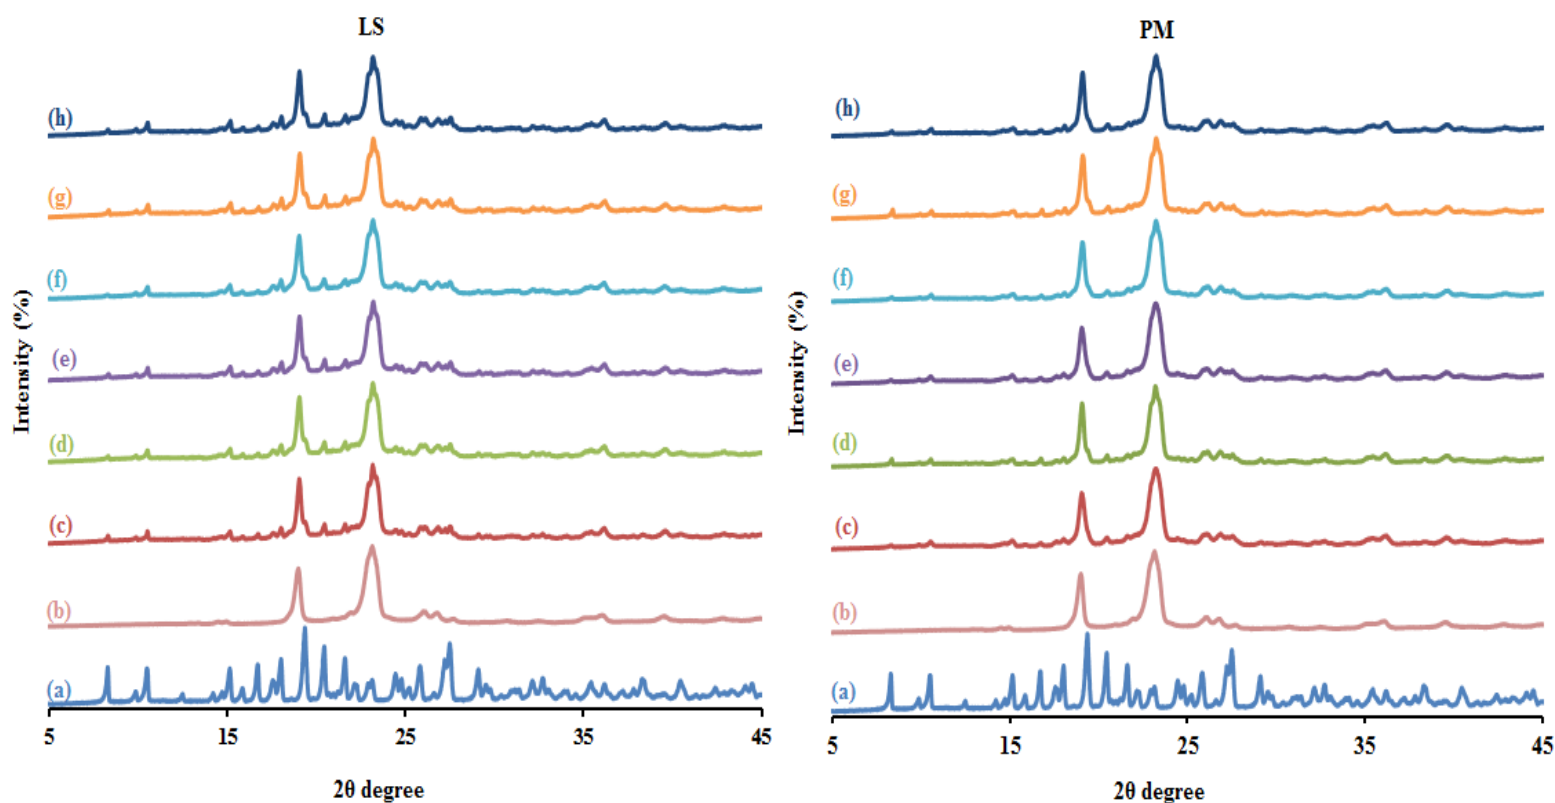 LS
(h)
(g)
(f)
(e)
(d)
(c)
(b)
(a)
Intensity (%)
5 15 25 35 45
2θ degree
PM
(h)
(g)
(f)
(e)
(d)
(c)
(b)
(a)
Intensity (%)
5 15 25 35 45
2θ degree